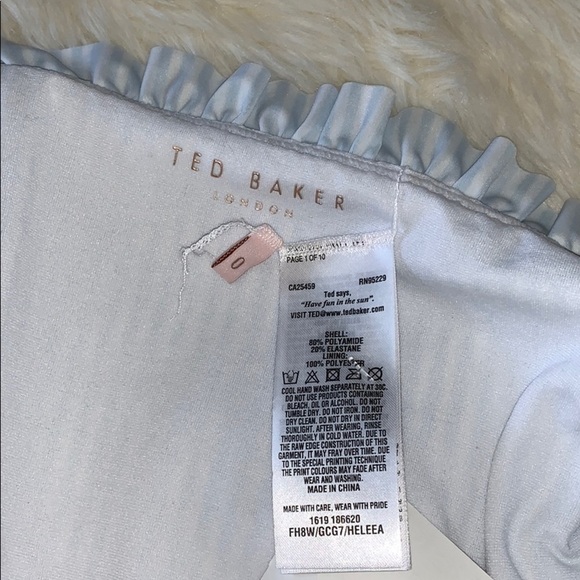 TED BAKER
LONDON
0
PAGE 1 OF 10
CA25459 RN95229
Ted says,
"Have fun in the sun".
VISIT TED@www.tedbaker.com
SHELL:
80% POLYAMIDE
20% ELASTANE
LINING:
100% POLYESTER
COOL HAND WASH SEPARATELY AT 30C.
DO NOT USE PRODUCTS CONTAINING
BLEACH, OIL OR ALCOHOL. DO NOT
TUMBLE DRY. DO NOT IRON. DO NOT
DRY CLEAN. DO NOT DRY IN DIRECT
SUNLIGHT. AFTER WEARING, RINSE
THOROUGHLY IN COLD WATER. DUE TO
THE RAW EDGE CONSTRUCTION OF THIS
GARMENT, IT MAY FRAY OVER TIME. DUE
TO THE SPECIAL PRINTING TECHNIQUE
THE PRINT COLOURS MAY FADE AFTER
WEAR AND WASHING.
MADE IN CHINA
MADE WITH CARE, WEAR WITH PRIDE
1619 186620
FH8W/GCG7/HELEEA